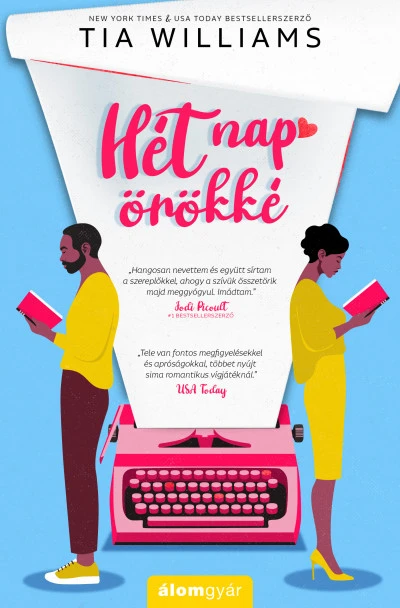 NEW YORK TIMES & USA TODAY BESTSELLERSZERZŐ
TIA WILLIAMS
Hét nap
örökké
„Hangosan nevettem és együtt sírtam
a szereplőkkel, ahogy a szívük összetörik
majd meggyógyul. Imádtam.”
Jodi Picoult
#1 BESTSELLERSZERZŐ
„Tele van fontos megfigyelésekkel
és apróságokkal, többet nyújt
sima romantikus vígjátéknál.”
USA Today
álomgyár